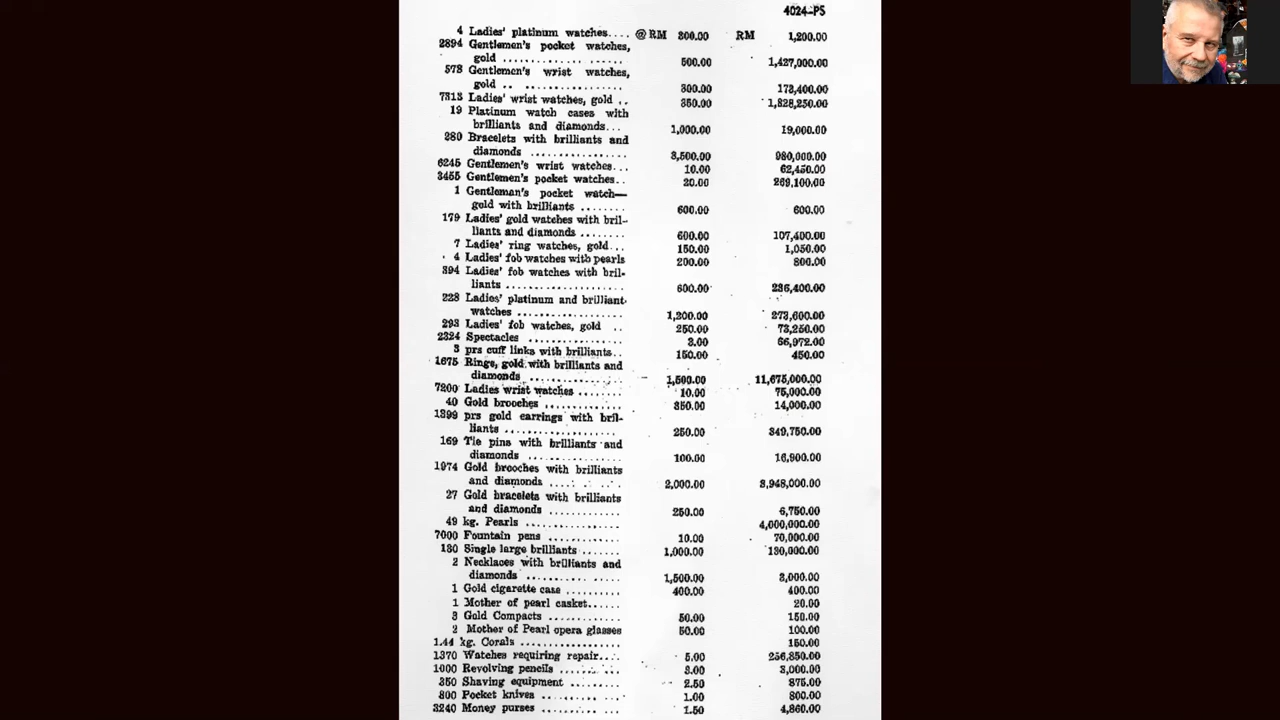 4024-PS
4 Ladies' platinum watches.... @ RM 300.00 RM 1,200.00
2894 Gentlemen's pocket watches,
gold .................... 500.00 1,427,000.00
578 Gentlemen's wrist watches,
gold .. ................. 300.00 173,400.00
7313 Ladies' wrist watches, gold .. 350.00 1,828,250.00
19 Platinum watch cases with
brilliants and diamonds... 1,000.00 19,000.00
280 Bracelets with brilliants and
diamonds ................ 3,500.00 980,000.00
6245 Gentlemen's wrist watches... 10.00 62,450.00
3455 Gentlemen's pocket watches.. 20.00 269,100.00
1 Gentleman's pocket watch—
gold with brilliants ........ 600.00 600.00
179 Ladies' gold watches with bril-
liants and diamonds ........ 600.00 107,400.00
7 Ladies' ring watches, gold... 150.00 1,050.00
4 Ladies' fob watches with pearls 200.00 800.00
394 Ladies' fob watches with bril-
liants .................... 600.00 236,400.00
228 Ladies' platinum and brilliant
watches .................. 1,200.00 273,600.00
293 Ladies' fob watches, gold .. 250.00 73,250.00
2324 Spectacles ................ 3.00 66,972.00
3 prs cuff links with brilliants.. 150.00 450.00
1675 Rings, gold with brilliants and
diamonds ................ 1,500.00 11,675,000.00
7200 Ladies wrist watches ........ 10.00 75,000.00
40 Gold brooches .............. 350.00 14,000.00
1399 prs gold earrings with bril-
liants .................... 250.00 349,750.00
169 Tie pins with brilliants and
diamonds ................ 100.00 16,900.00
1974 Gold brooches with brilliants
and diamonds ............ 2,000.00 3,948,000.00
27 Gold bracelets with brilliants
and diamonds ............ 250.00 6,750.00
49 kg. Pearls .................. 4,000,000.00
7000 Fountain pens .............. 10.00 70,000.00
130 Single large brilliants ....... 1,000.00 130,000.00
2 Necklaces with brilliants and
diamonds ................ 1,500.00 3,000.00
1 Gold cigarette case .......... 400.00 400.00
1 Mother of pearl casket...... 20.00
3 Gold Compacts .............. 50.00 150.00
2 Mother of Pearl opera glasses 50.00 100.00
1.44 kg. Corals .................. 150.00
1370 Watches requiring repair.... 5.00 256,850.00
1000 Revolving pencils ........... 3.00 3,000.00
350 Shaving equipment ......... 2.50 875.00
800 Pocket knives .............. 1.00 800.00
3240 Money purses .............. 1.50 4,860.00